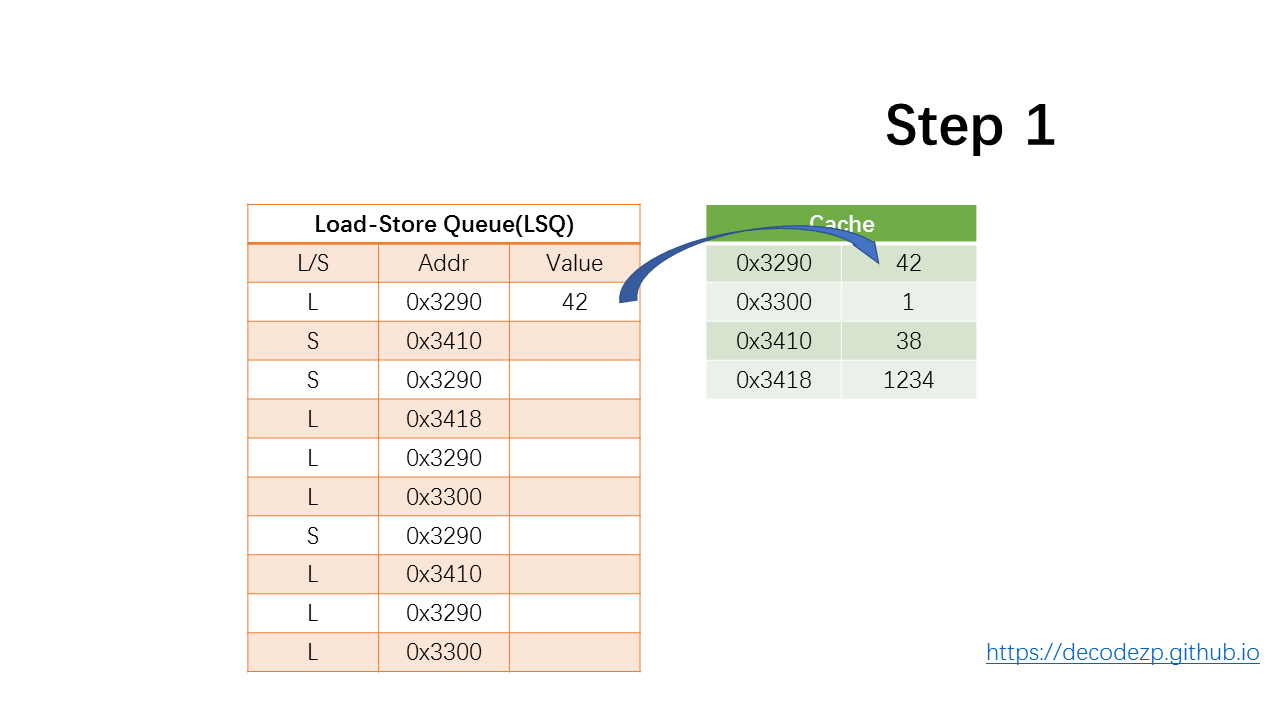 Step 1
Load-Store Queue(LSQ)
L/S Addr Value
L 0x3290 42
S 0x3410
S 0x3290
L 0x3418
L 0x3290
L 0x3300
S 0x3290
L 0x3410
L 0x3290
L 0x3300
Cache
0x3290 42
0x3300 1
0x3410 38
0x3418 1234
https://decodezp.github.io